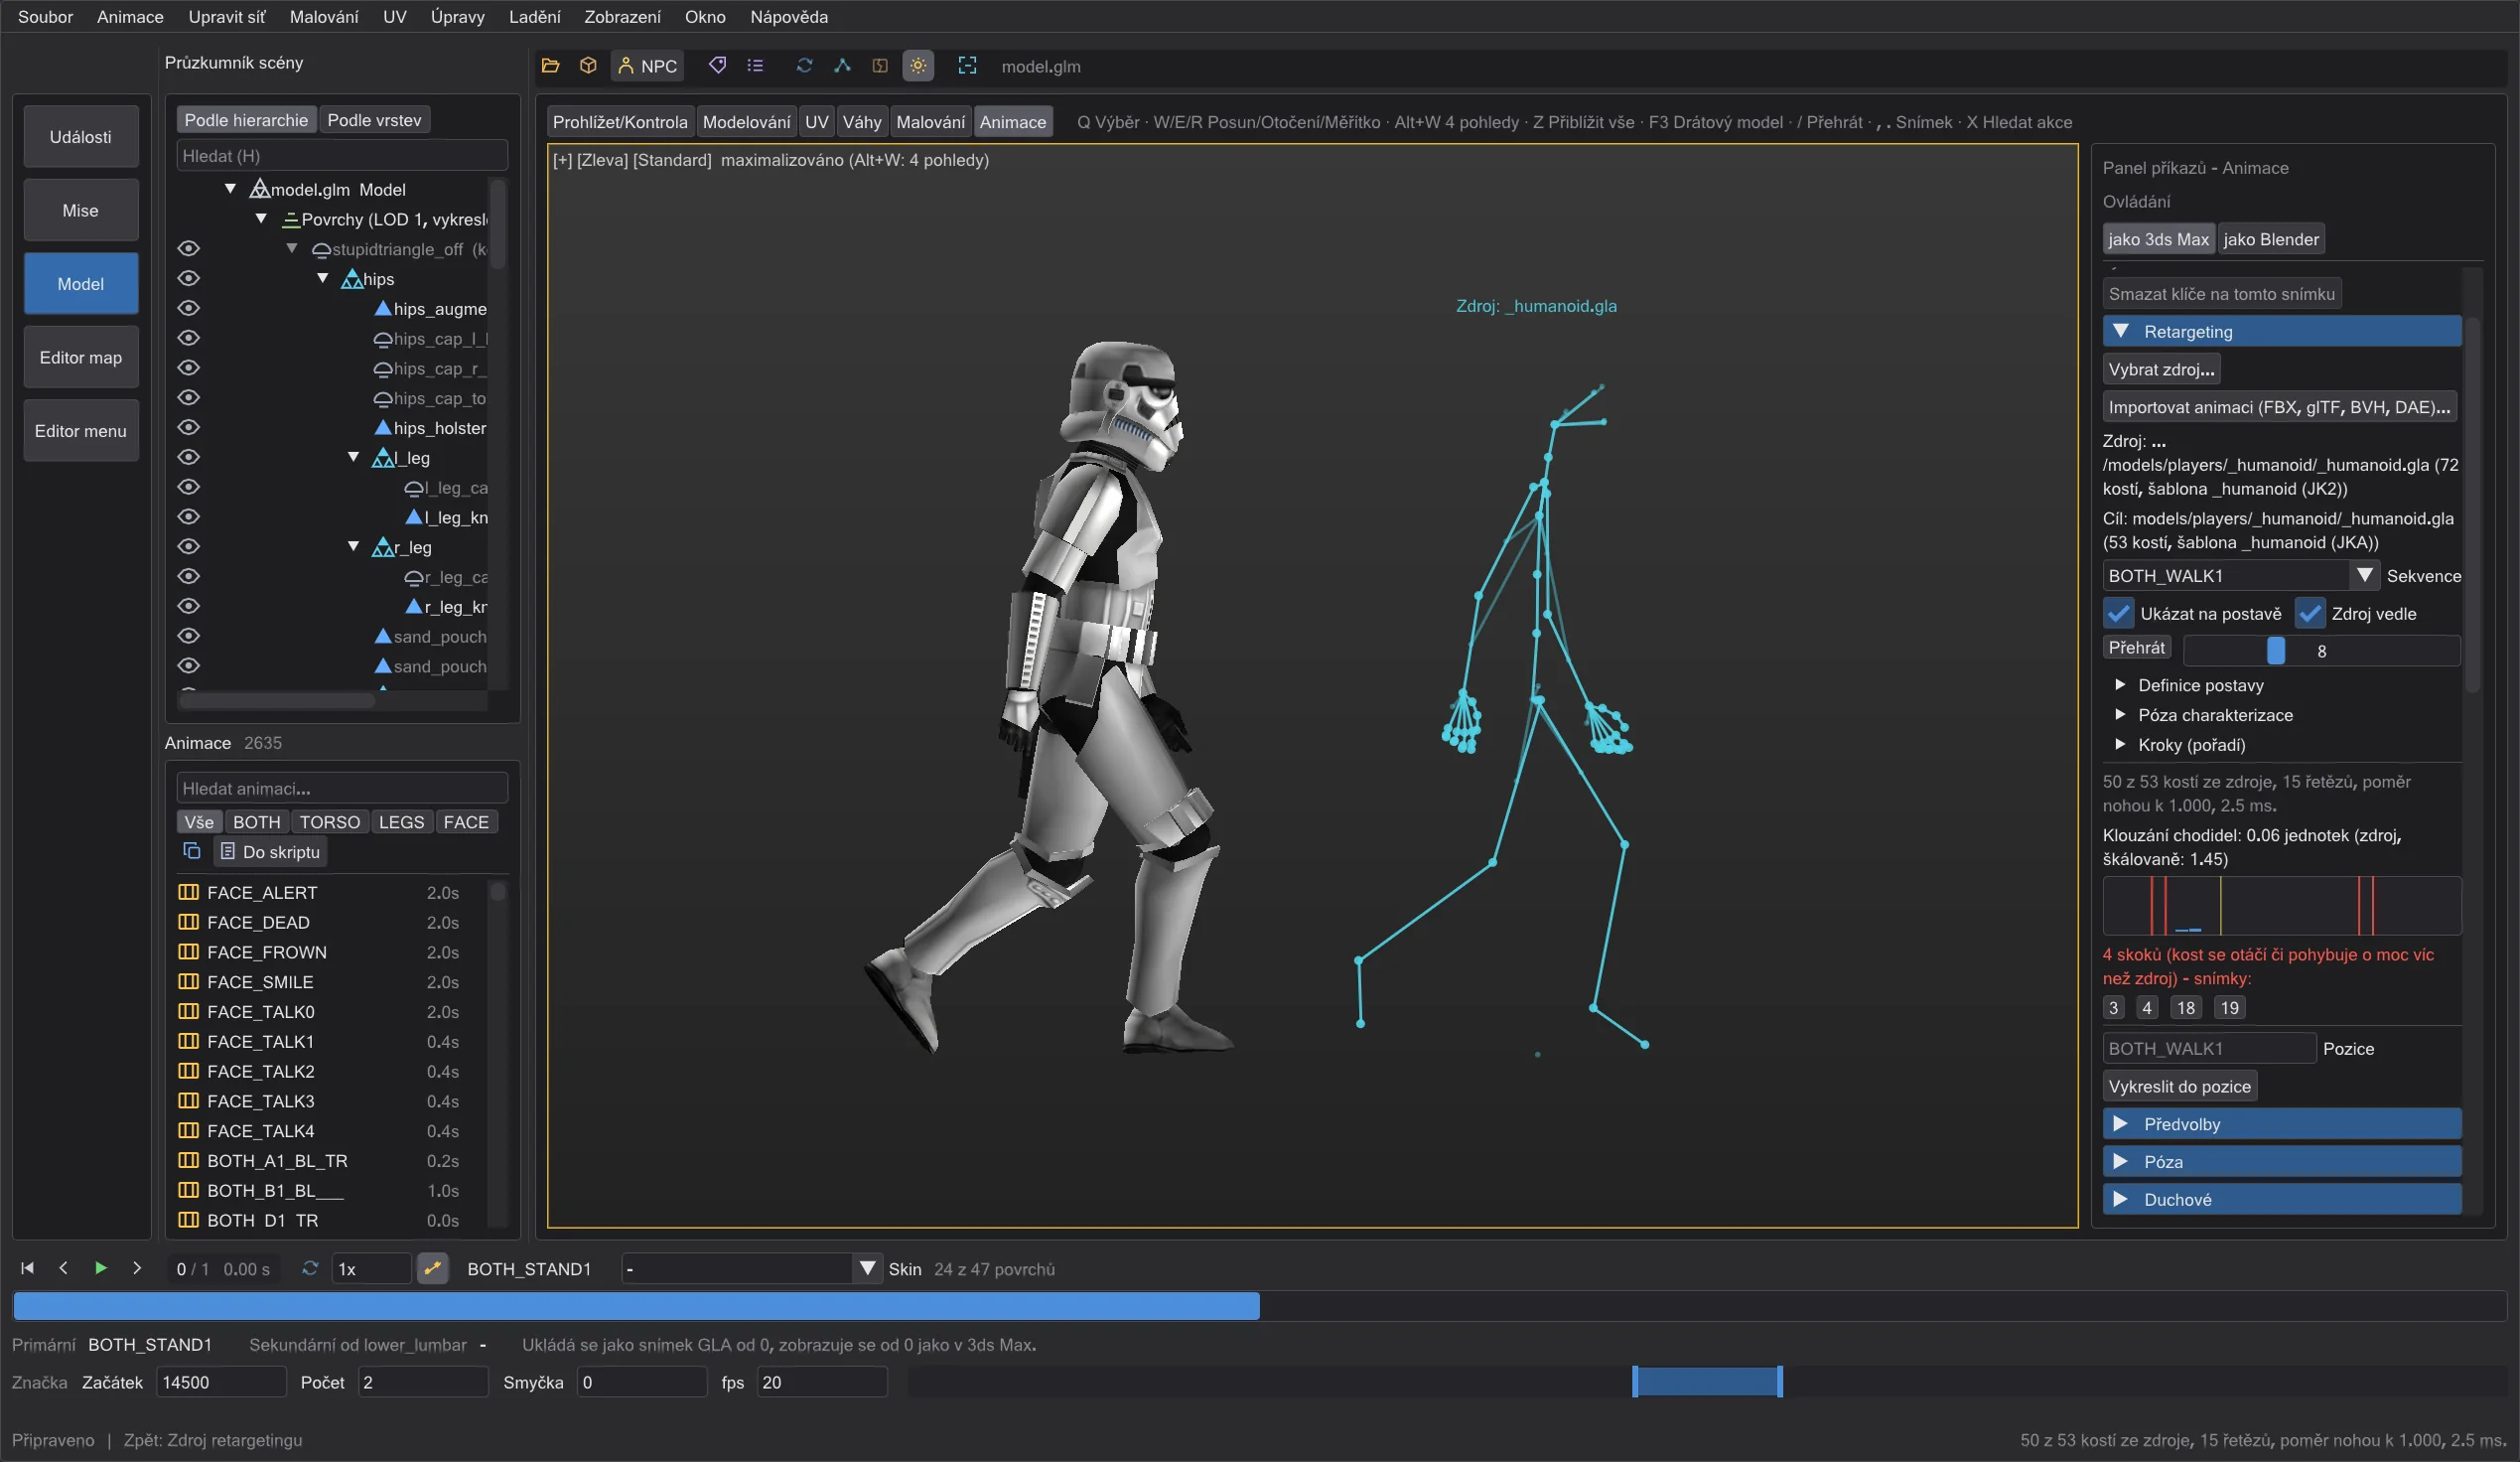 Soubor Animace Upravit síť Malování UV Úpravy Ladění Zobrazení Okno Nápověda
Průzkumník scény
NPC model.glm
Události
Mise
Model
Editor map
Editor menu
Podle hierarchie Podle vrstev
Hledat (H)
model.glm Model
Povrchy (LOD 1, vykresl
stupidtriangle_off (k
hips
hips_augme
hips_cap_l_
hips_cap_r_
hips_cap_to
hips_holster
l_leg
l_leg_ca
l_leg_kn
r_leg
r_leg_ca
r_leg_kr
sand_pouch
sand_pouch
Animace 2635
Hledat animaci...
Vše BOTH TORSO LEGS FACE
Do skriptu
FACE_ALERT 2.0s
FACE_DEAD 2.0s
FACE_FROWN 2.0s
FACE_SMILE 2.0s
FACE_TALK0 2.0s
FACE_TALK1 0.4s
FACE_TALK2 0.4s
FACE_TALK3 0.4s
FACE_TALK4 0.4s
BOTH_A1_BL_TR 0.2s
BOTH_B1_BL___ 1.0s
BOTH_D1_TR 0.0s
Prohlížet/Kontrola Modelování UV Váhy Malování Animace Q Výběr · W/E/R Posun/Otočení/Měřítko · Alt+W 4 pohledy · Z Přiblížit vše · F3 Drátový model · / Přehrát · , . Snímek · X Hledat akce
[+] [Zleva] [Standard] maximalizováno (Alt+W: 4 pohledy)
Zdroj: _humanoid.gla
Panel příkazů - Animace
Ovládání
jako 3ds Max jako Blender
Smazat klíče na tomto snímku
Retargeting
Vybrat zdroj...
Importovat animaci (FBX, glTF, BVH, DAE)...
Zdroj: ...
/models/players/_humanoid/_humanoid.gla (72
kostí, šablona _humanoid (JK2))
Cíl: models/players/_humanoid/_humanoid.gla
(53 kostí, šablona _humanoid (JKA))
BOTH_WALK1 Sekvence
Ukázat na postavě Zdroj vedle
Přehrát 8
Definice postavy
Póza charakterizace
Kroky (pořadí)
50 z 53 kostí ze zdroje, 15 řetězů, poměr
nohou k 1.000, 2.5 ms.
Klouzání chodidel: 0.06 jednotek (zdroj,
škálovaně: 1.45)
4 skoků (kost se otáčí či pohybuje o moc víc
než zdroj) - snímky:
3 4 18 19
BOTH_WALK1 Pozice
Vykreslit do pozice
Předvolby
Póza
Duchové
0 / 1 0.00 s 1x BOTH_STAND1 - Skin 24 z 47 povrchů
Primární BOTH_STAND1 Sekundární od lower_lumbar - Ukládá se jako snímek GLA od 0, zobrazuje se od 0 jako v 3ds Max.
Značka Začátek 14500 Počet 2 Smyčka 0 fps 20
Připraveno | Zpět: Zdroj retargetingu
50 z 53 kostí ze zdroje, 15 řetězů, poměr nohou k 1.000, 2.5 ms.